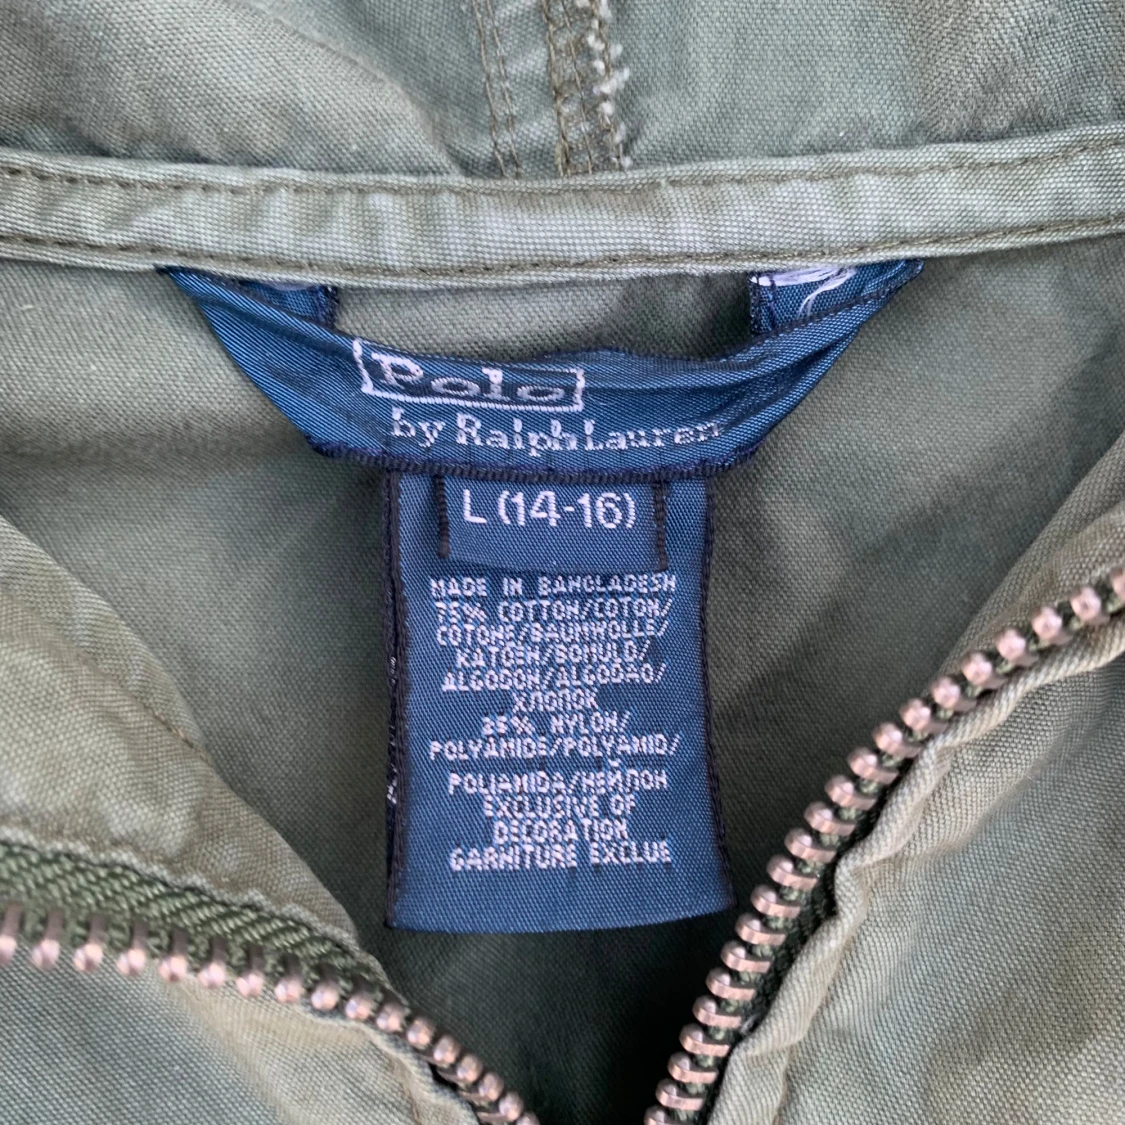 Polo
by Ralph Lauren
L (14-16)
MADE IN BANGLADESH
75% COTTON/COTON/
COTONE/BAUMWOLLE/
KATOEN/BOMULD/
ALGODON/ALGODÃO/
ХЛОПОК
25% NYLON/
POLYAMIDE/POLYAMID/
POLIAMIDA/НЕЙЛОН
EXCLUSIVE OF
DECORATION
GARNITURE EXCLUE